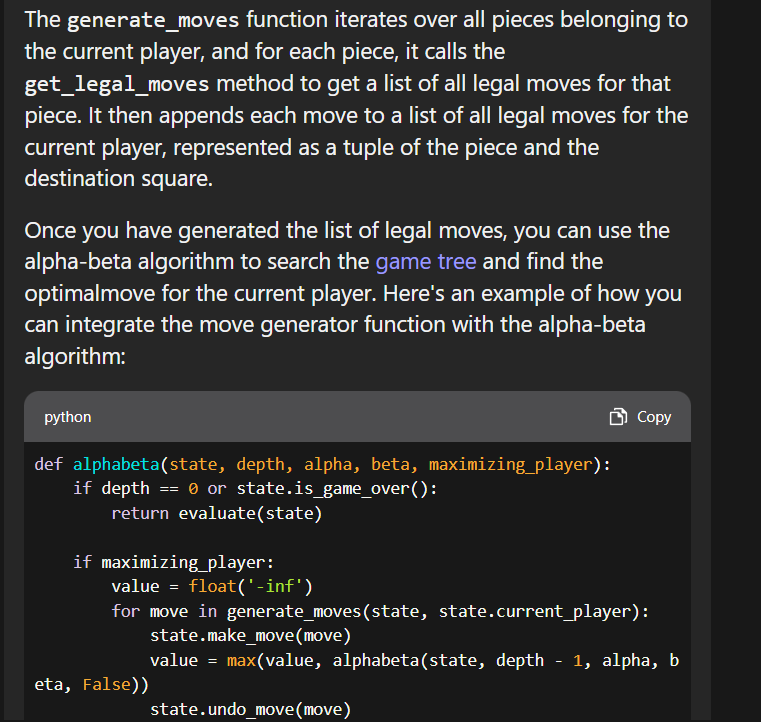 The generate_moves function iterates over all pieces belonging to
the current player, and for each piece, it calls the
get_legal_moves method to get a list of all legal moves for that
piece. It then appends each move to a list of all legal moves for the
current player, represented as a tuple of the piece and the
destination square.
Once you have generated the list of legal moves, you can use the
alpha-beta algorithm to search the game tree and find the
optimalmove for the current player. Here's an example of how you
can integrate the move generator function with the alpha-beta
algorithm:
python Copy
def alphabeta(state, depth, alpha, beta, maximizing_player):
    if depth == 0 or state.is_game_over():
        return evaluate(state)
    if maximizing_player:
        value = float('-inf')
        for move in generate_moves(state, state.current_player):
            state.make_move(move)
            value = max(value, alphabeta(state, depth - 1, alpha, b
eta, False))
            state.undo_move(move)